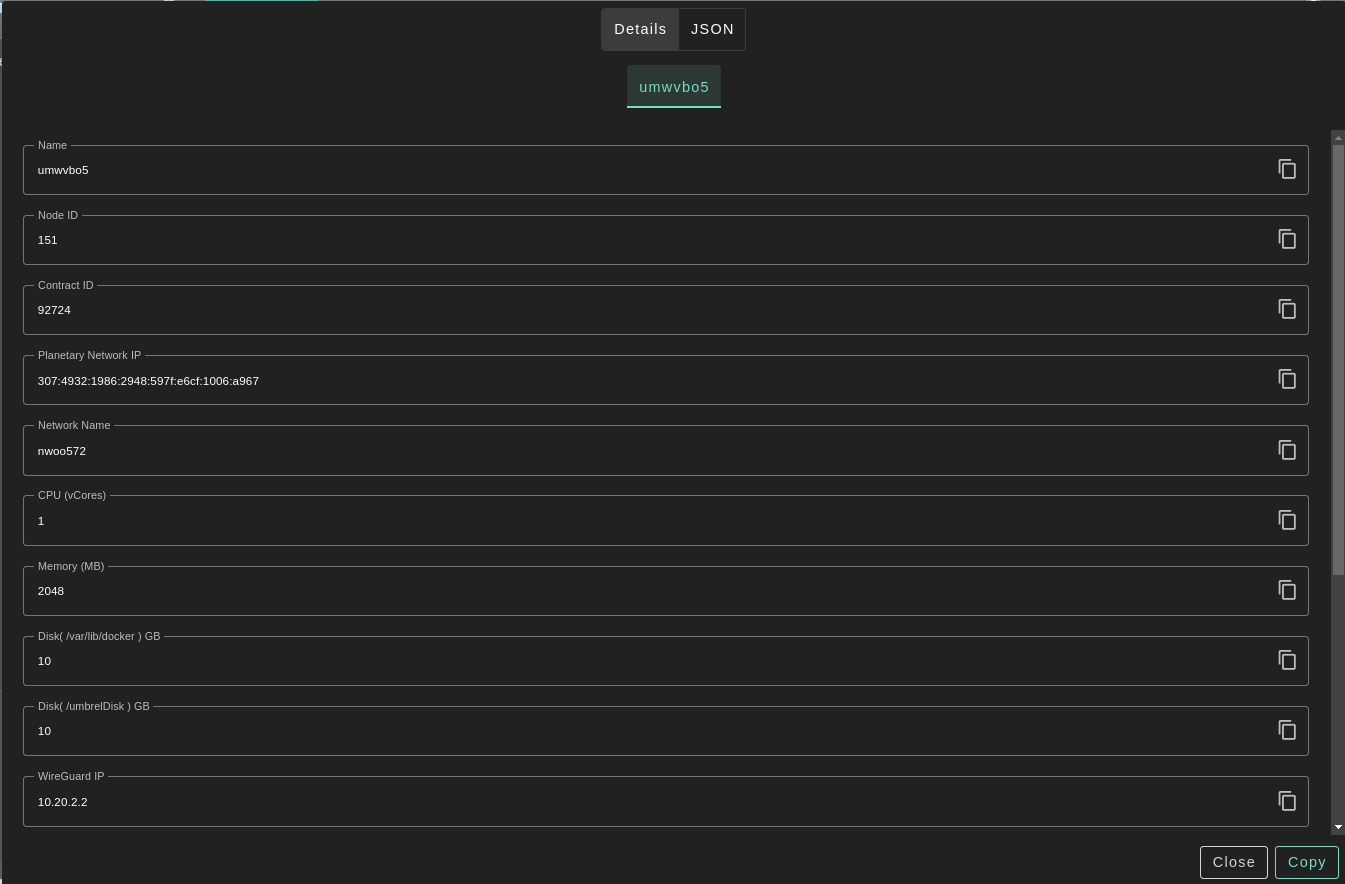 Details JSON
umwvbo5
Name
umwvbo5
Node ID
151
Contract ID
92724
Planetary Network IP
307:4932:1986:2948:597f:e6cf:1006:a967
Network Name
nwoo572
CPU (vCores)
1
Memory (MB)
2048
Disk( /var/lib/docker ) GB
10
Disk( /umbrelDisk ) GB
10
WireGuard IP
10.20.2.2
Close Copy